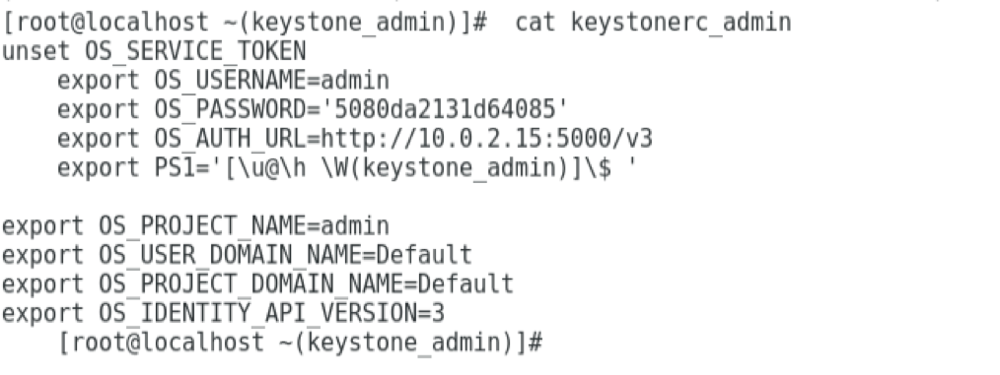 [root@localhost ~(keystone_admin)]#  cat keystonerc_admin
unset OS_SERVICE_TOKEN
    export OS_USERNAME=admin
    export OS_PASSWORD='5080da2131d64085'
    export OS_AUTH_URL=http://10.0.2.15:5000/v3
    export PS1='[\u@\h \W(keystone_admin)]\$ '

export OS_PROJECT_NAME=admin
export OS_USER_DOMAIN_NAME=Default
export OS_PROJECT_DOMAIN_NAME=Default
export OS_IDENTITY_API_VERSION=3
    [root@localhost ~(keystone_admin)]#